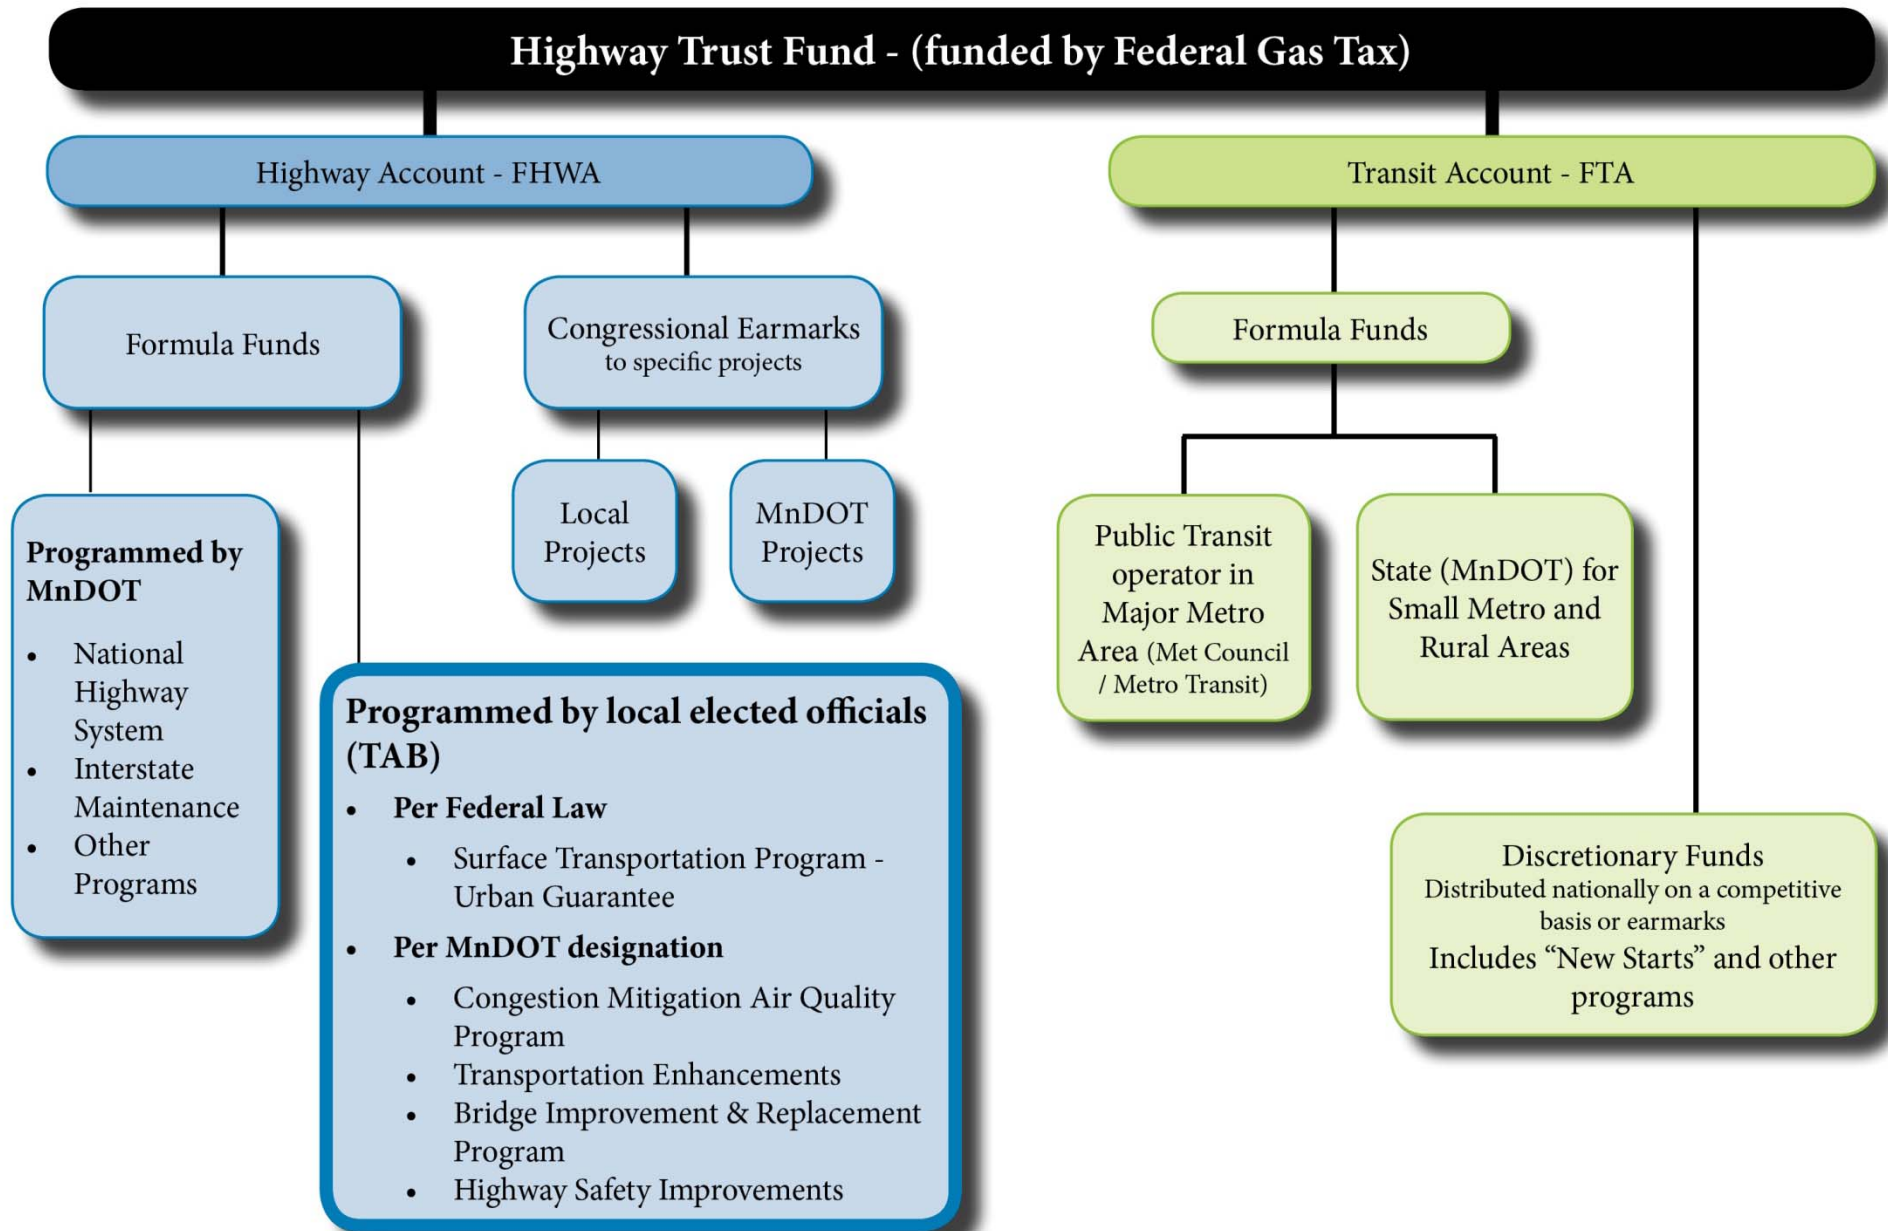 Highway Trust Fund - (funded by Federal Gas Tax)
Highway Account - FHWA
Formula Funds
Programmed by
MnDOT
• National
Highway
System
• Interstate
Maintenance
• Other
Programs
Programmed by local elected officials
(TAB)
• Per Federal Law
• Surface Transportation Program -
Urban Guarantee
• Per MnDOT designation
• Congestion Mitigation Air Quality
Program
• Transportation Enhancements
• Bridge Improvement & Replacement
Program
• Highway Safety Improvements
Congressional Earmarks
to specific projects
Local
Projects
MnDOT
Projects
Transit Account - FTA
Formula Funds
Public Transit
operator in
Major Metro
Area (Met Council
/ Metro Transit)
State (MnDOT) for
Small Metro and
Rural Areas
Discretionary Funds
Distributed nationally on a competitive
basis or earmarks
Includes “New Starts” and other
programs